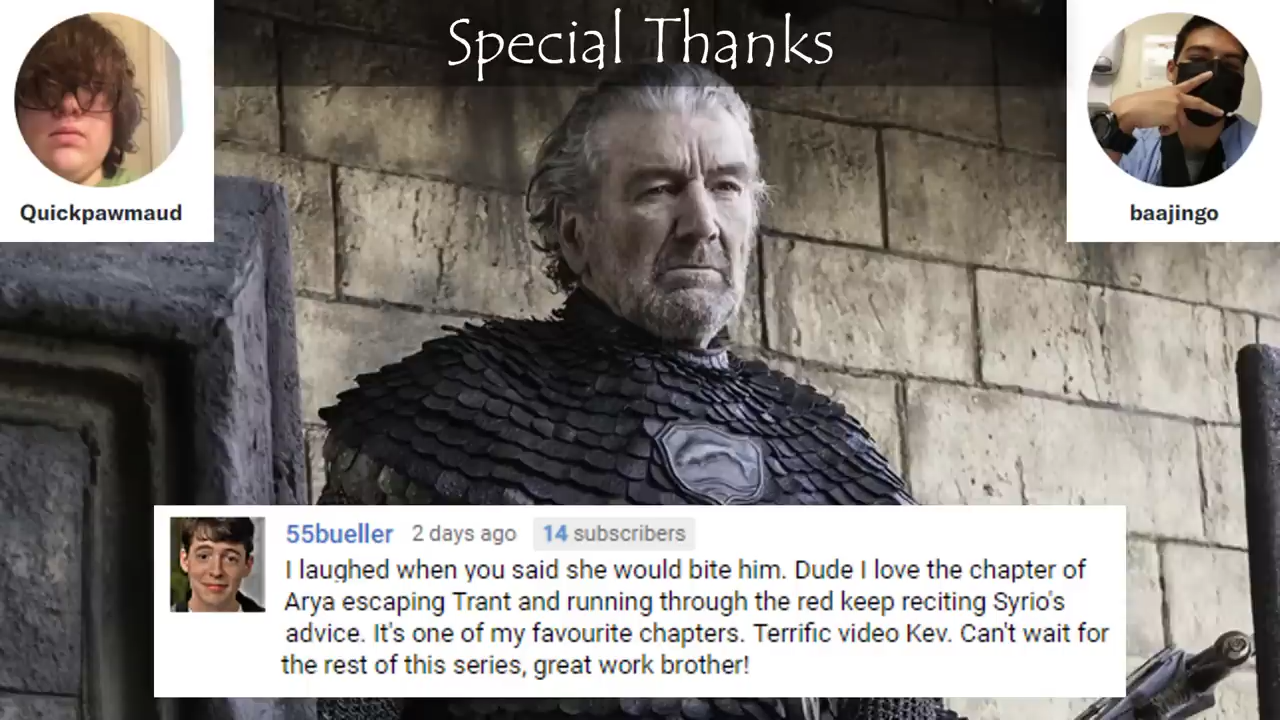 Special Thanks
Quickpawmaud
baajingo
55bueller 2 days ago 14 subscribers
I laughed when you said she would bite him. Dude I love the chapter of
Arya escaping Trant and running through the red keep reciting Syrio's
advice. It's one of my favourite chapters. Terrific video Kev. Can't wait for
the rest of this series, great work brother!